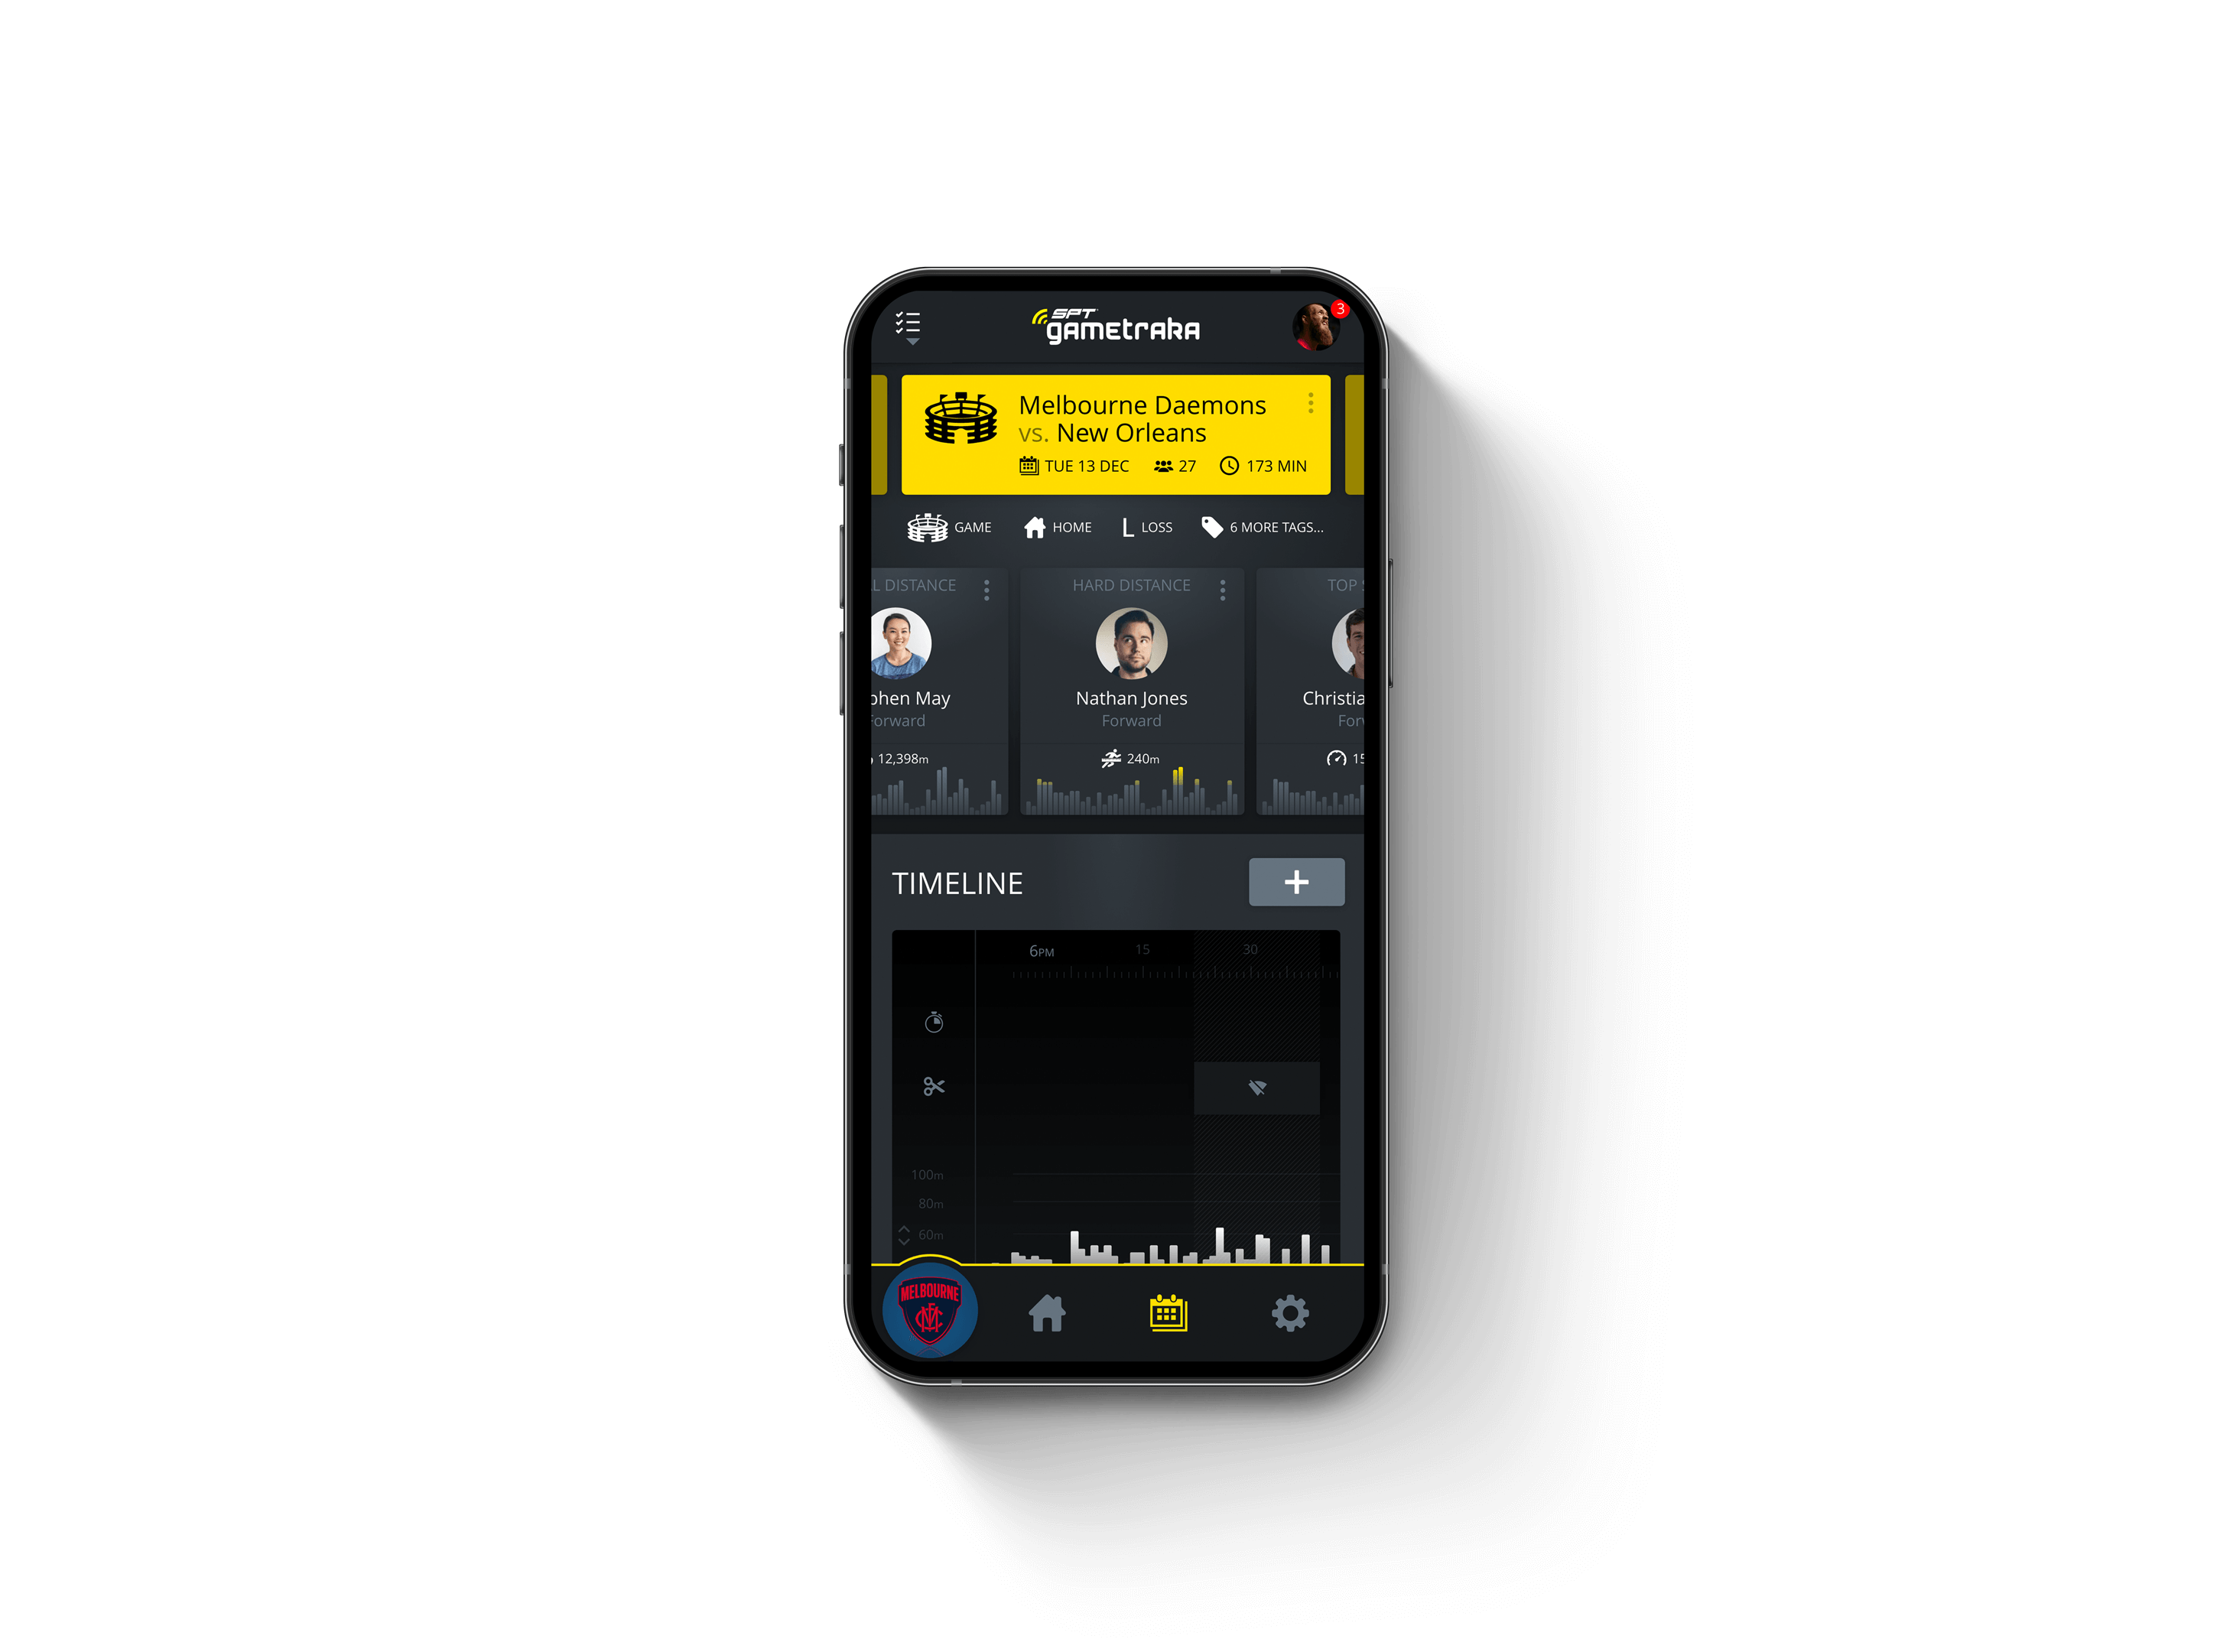 SPT
gametraka
3
Melbourne Daemons
vs. New Orleans
TUE 13 DEC 27 173 MIN
GAME HOME L LOSS 6 MORE TAGS...
L DISTANCE HARD DISTANCE TOP
phen May Nathan Jones Christia
Forward Forward For
12,398m 240m 15
TIMELINE +
6PM 15 30
100m
80m
60m
MELBOURNE